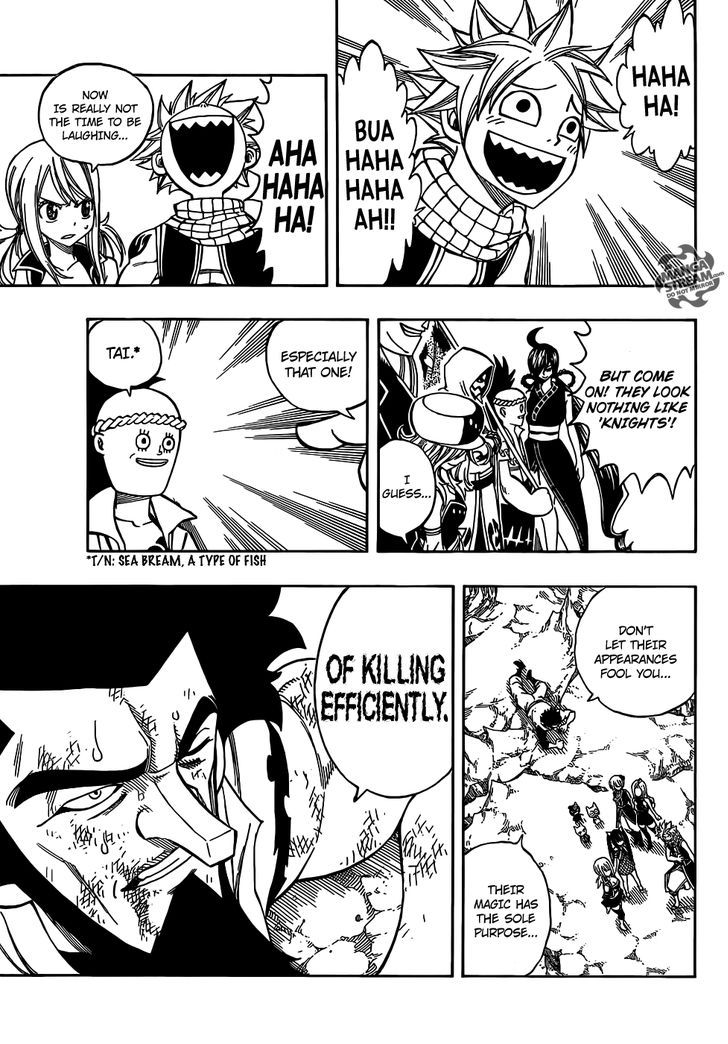 HAHA
HA!
BUA
HAHA
HAHA
AH!!
AHA
HAHA
HA!
NOW
IS REALLY NOT
THE TIME TO BE
LAUGHING...
MANGA
STREAM.com
DO NOT MIRROR
BUT COME
ON! THEY LOOK
NOTHING LIKE
'KNIGHTS'!
I
GUESS...
ESPECIALLY
THAT ONE!
TAI.*
*T/N: SEA BREAM, A TYPE OF FISH
DON'T
LET THEIR
APPEARANCES
FOOL YOU...
THEIR
MAGIC HAS
THE SOLE
PURPOSE...
OF KILLING
EFFICIENTLY.